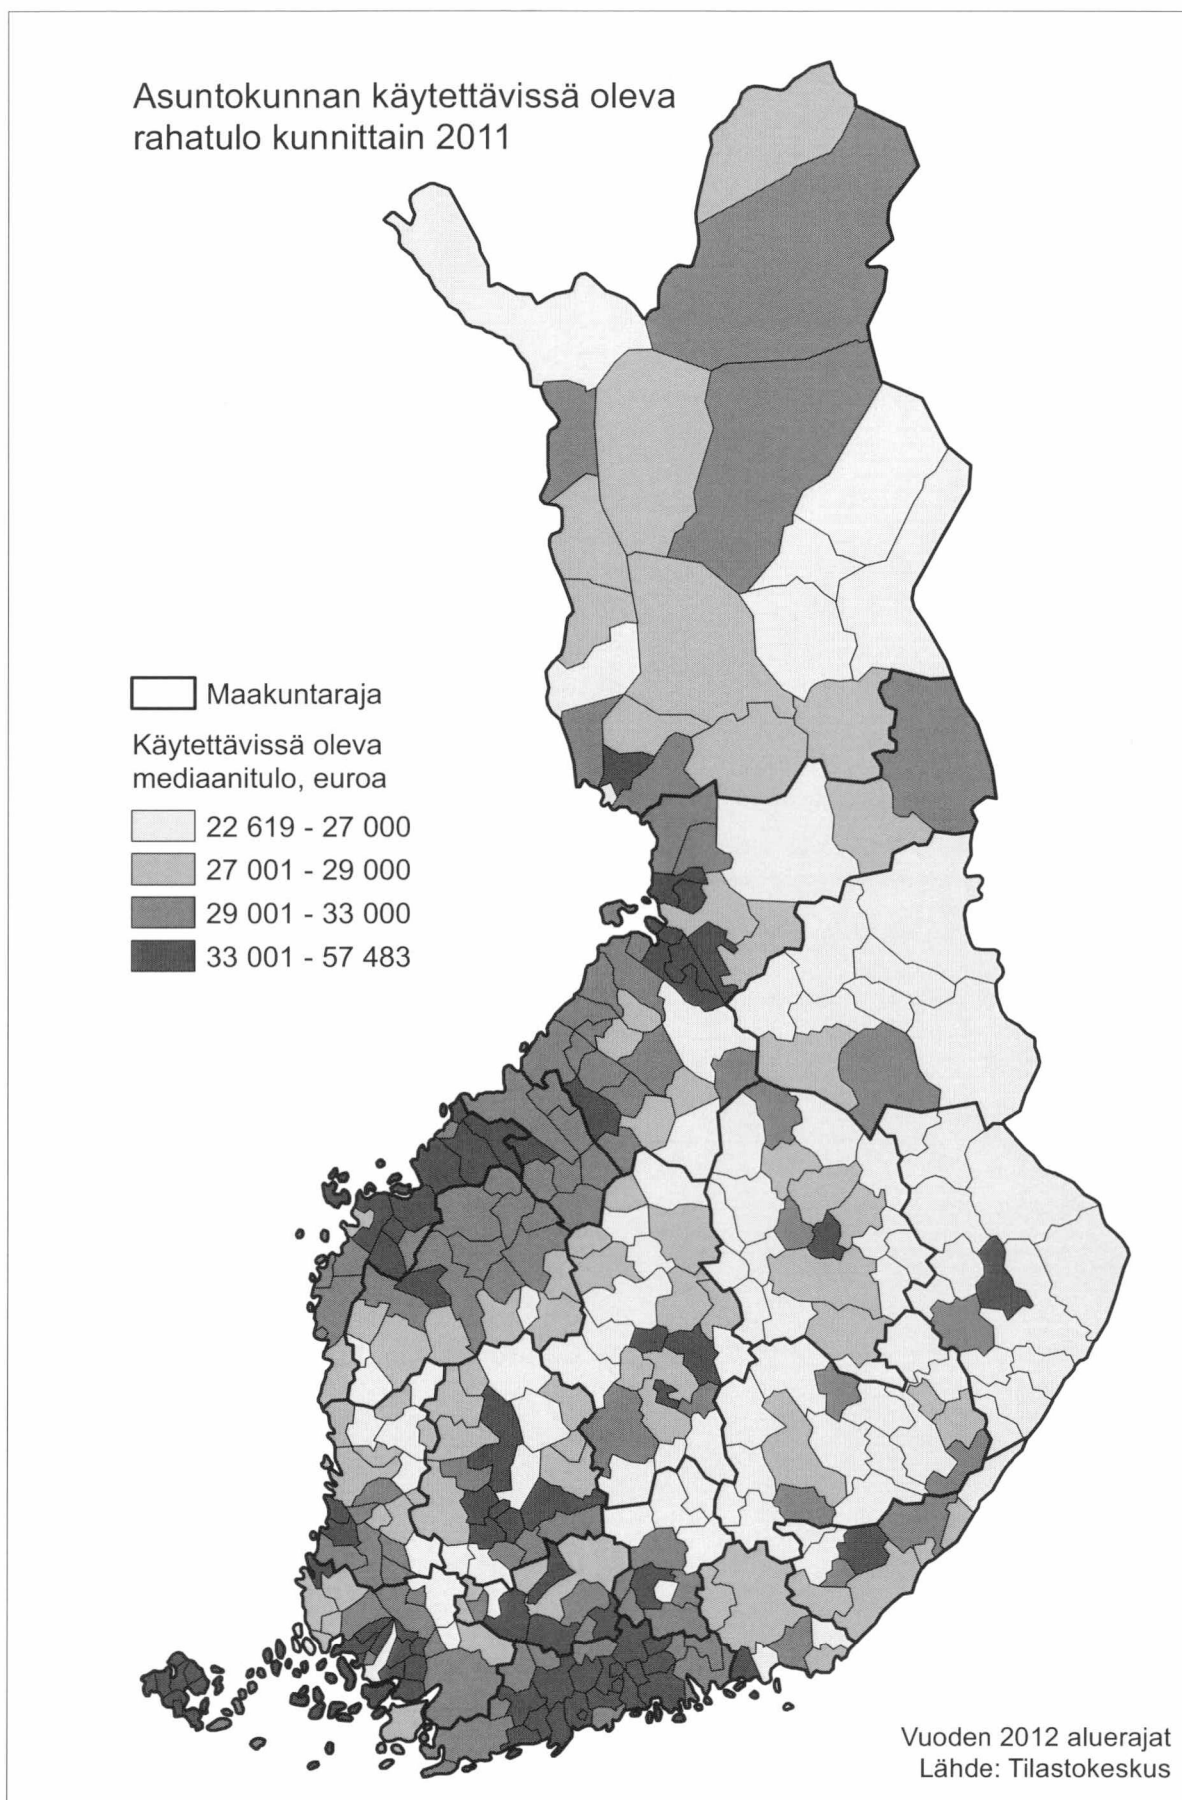 Asuntokunnan käytettävissä oleva
rahatulo kunnittain 2011
Maakuntaraja
Käytettävissä oleva
mediaanitulo, euroa
22 619 - 27 000
27 001 - 29 000
29 001 - 33 000
33 001 - 57 483
Vuoden 2012 aluerajat
Lähde: Tilastokeskus